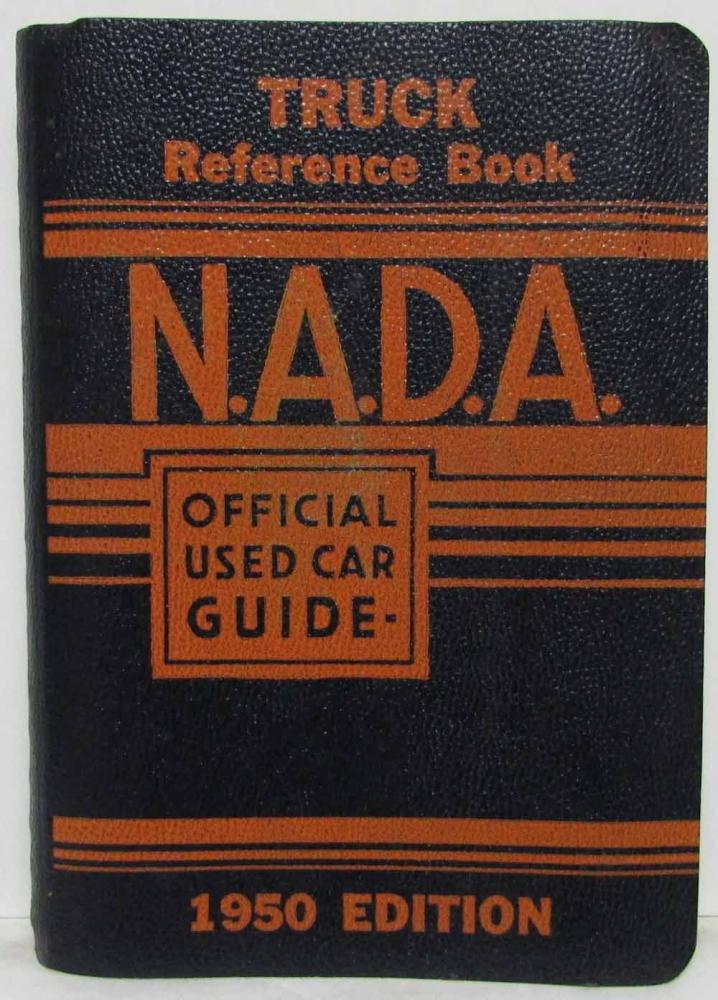 TRUCK
Reference Book
N.A.D.A.
OFFICIAL
USED CAR
GUIDE-
1950 EDITION